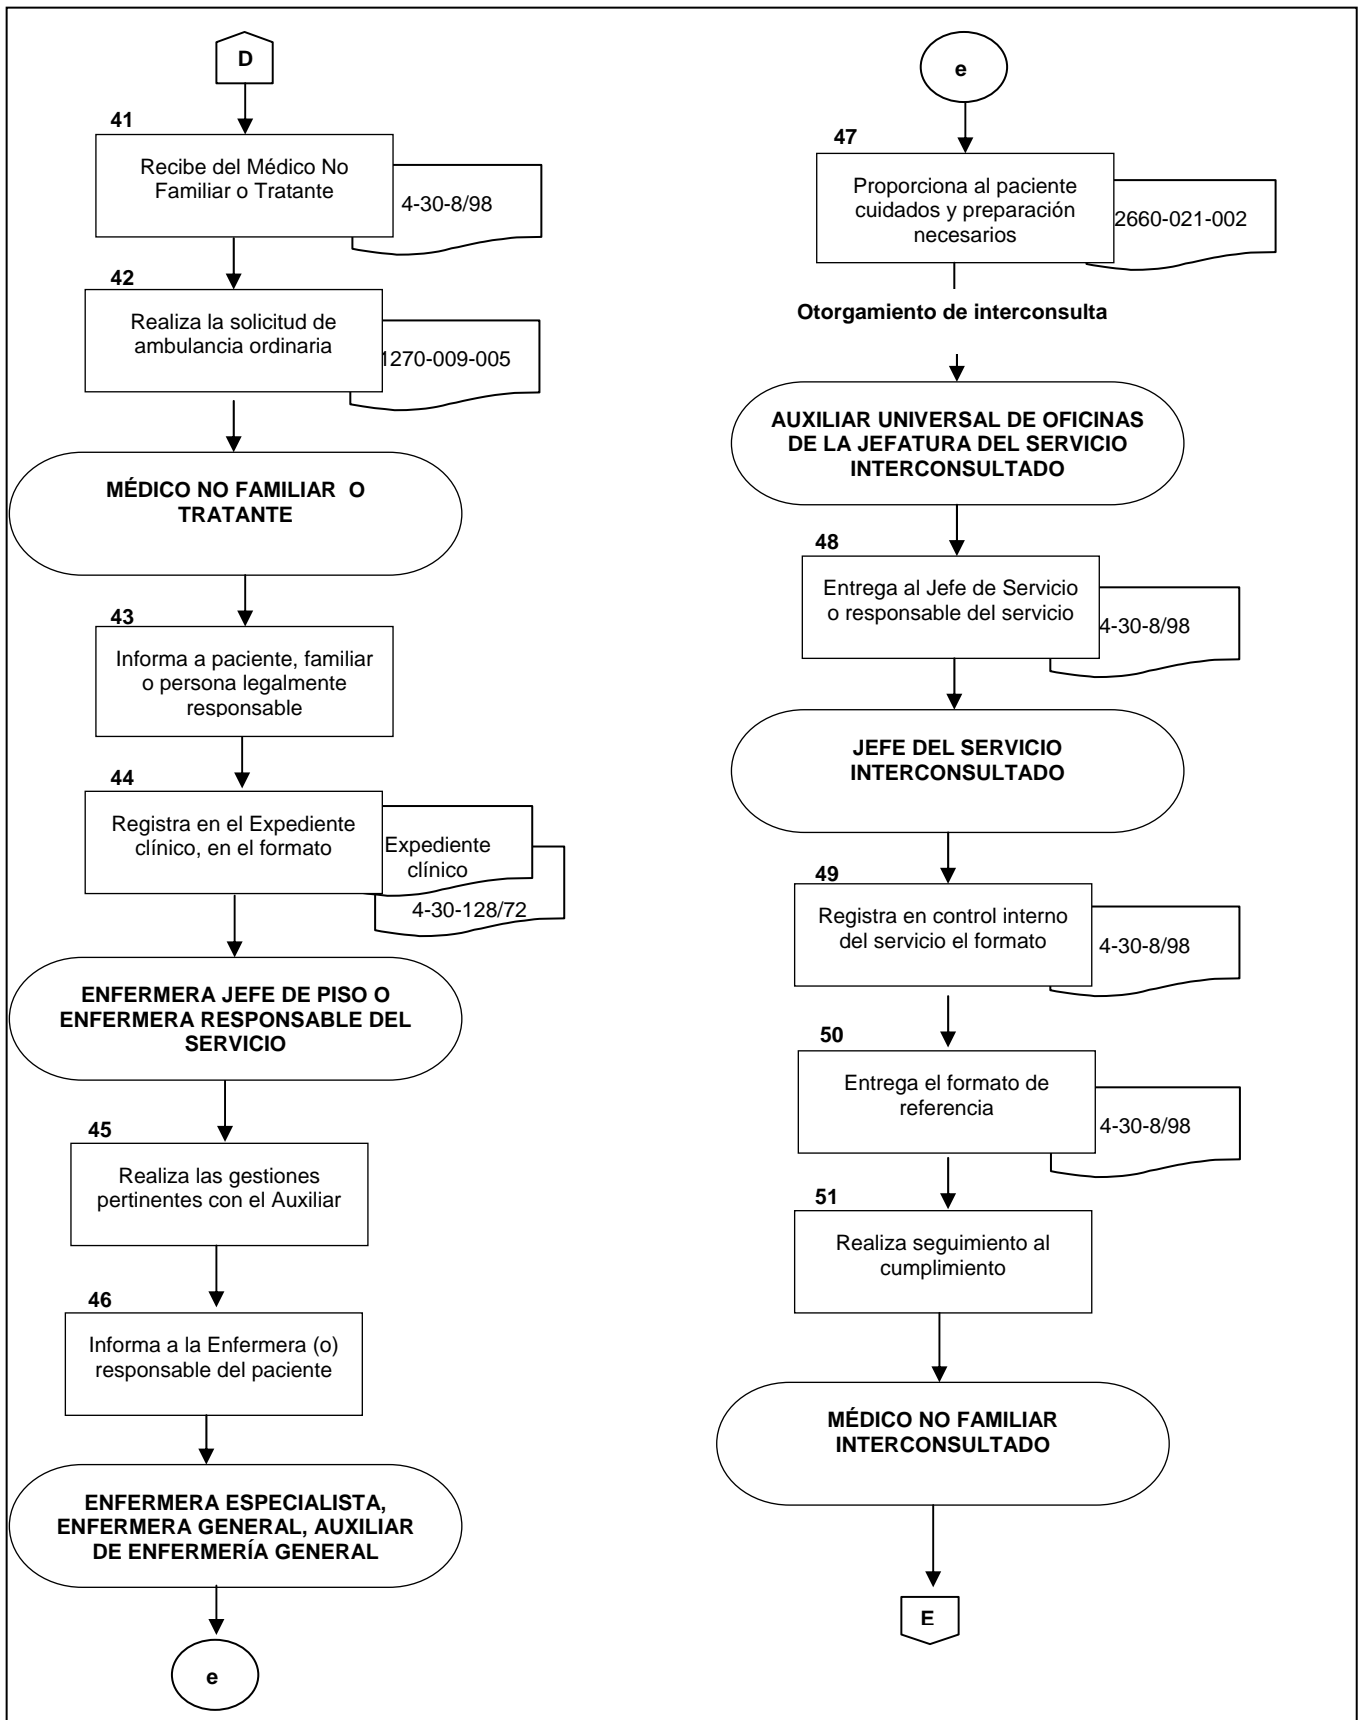 D
41
Recibe del Médico No
Familiar o Tratante
4-30-8/98
42
Realiza la solicitud de
ambulancia ordinaria
1270-009-005
MÉDICO NO FAMILIAR O
TRATANTE
43
Informa a paciente, familiar
o persona legalmente
responsable
44
Registra en el Expediente
clínico, en el formato
Expediente
clínico
4-30-128/72
ENFERMERA JEFE DE PISO O
ENFERMERA RESPONSABLE DEL
SERVICIO
45
Realiza las gestiones
pertinentes con el Auxiliar
46
Informa a la Enfermera (o)
responsable del paciente
ENFERMERA ESPECIALISTA,
ENFERMERA GENERAL, AUXILIAR
DE ENFERMERÍA GENERAL
e
e
47
Proporciona al paciente
cuidados y preparación
necesarios
2660-021-002
Otorgamiento de interconsulta
AUXILIAR UNIVERSAL DE OFICINAS
DE LA JEFATURA DEL SERVICIO
INTERCONSULTADO
48
Entrega al Jefe de Servicio
o responsable del servicio
4-30-8/98
JEFE DEL SERVICIO
INTERCONSULTADO
49
Registra en control interno
del servicio el formato
4-30-8/98
50
Entrega el formato de
referencia
4-30-8/98
51
Realiza seguimiento al
cumplimiento
MÉDICO NO FAMILIAR
INTERCONSULTADO
E